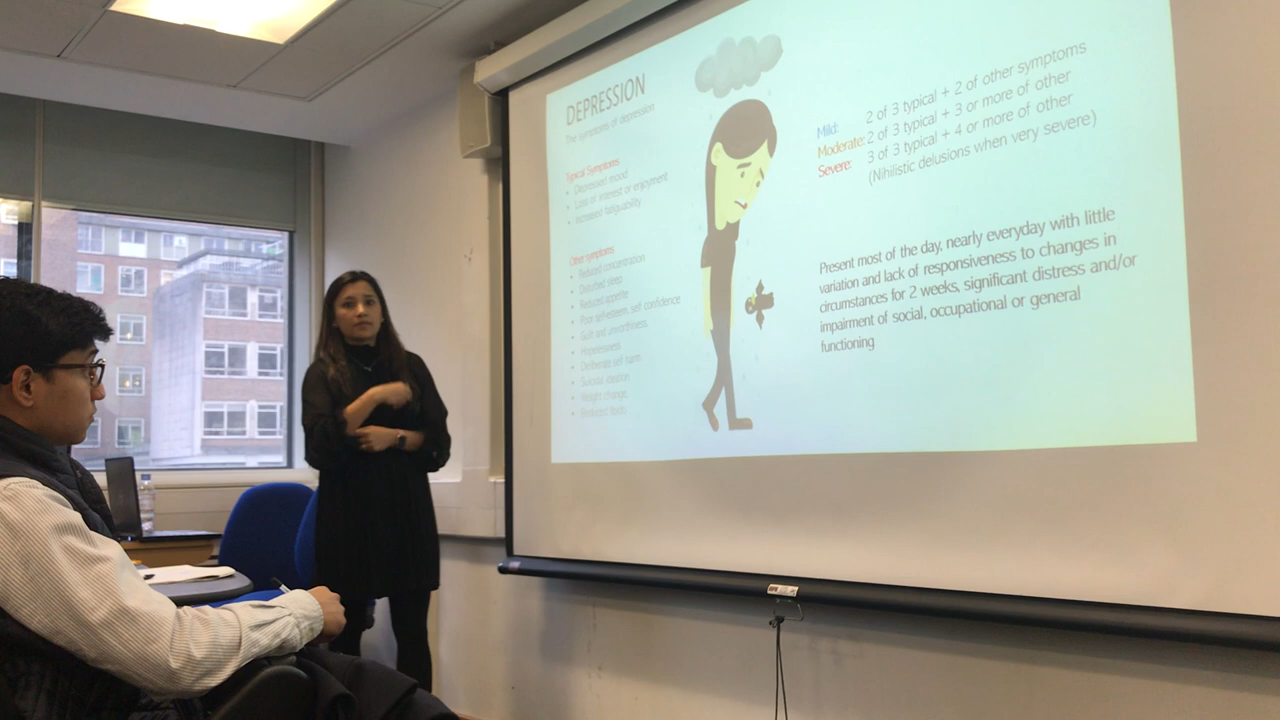 DEPRESSION
The symptoms of depression
Typical Symptoms
• Depressed mood
• Loss of interest or enjoyment
• Increased fatiguability
Other symptoms
• Reduced concentration
• Disturbed sleep
• Reduced appetite
• Poor self-esteem, self confidence
• Guilt and unworthiness
• Hopelessness
• Deliberate self harm
• Suicidal ideation
• Weight change
• Reduced libido
Mild: 2 of 3 typical + 2 of other symptoms
Moderate: 2 of 3 typical + 3 or more of other
Severe: 3 of 3 typical + 4 or more of other
(Nihilistic delusions when very severe)
Present most of the day, nearly everyday with little
variation and lack of responsiveness to changes in
circumstances for 2 weeks, significant distress and/or
impairment of social, occupational or general
functioning